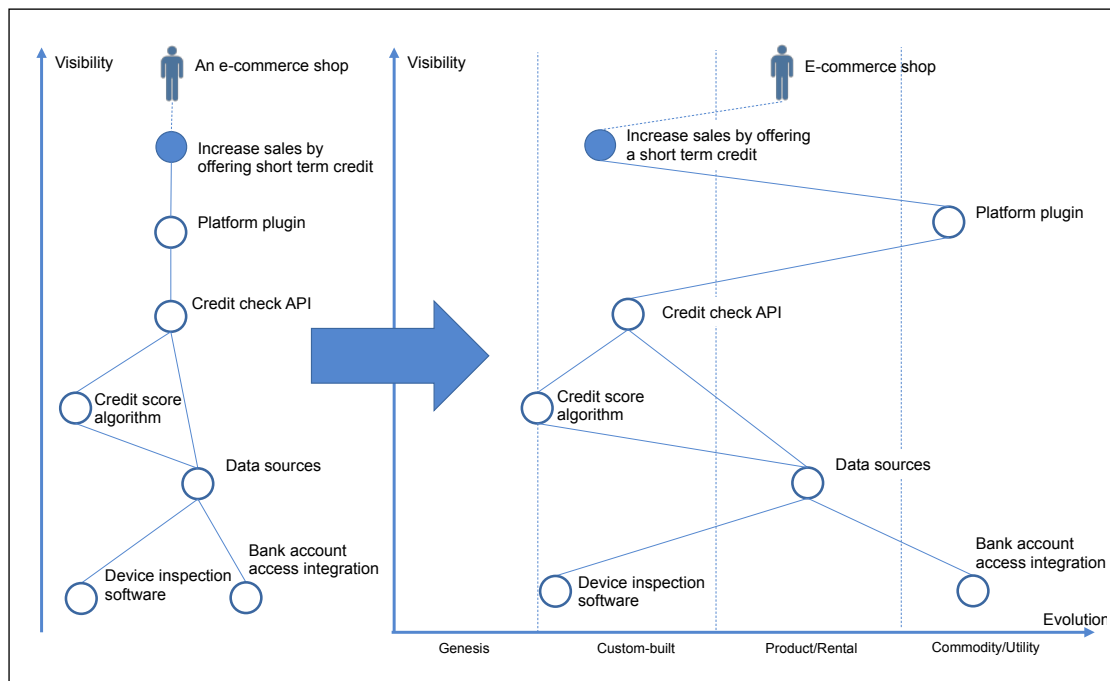 Visibility
An e-commerce shop
Increase sales by
offering short term credit
Platform plugin
Credit check API
Credit score
algorithm
Data sources
Bank account
access integration
Device inspection
software
Visibility
E-commerce shop
Increase sales by offering
a short term credit
Platform plugin
Credit check API
Credit score
algorithm
Data sources
Bank account
access integration
Device inspection
software
Evolution
Genesis
Custom-built
Product/Rental
Commodity/Utility